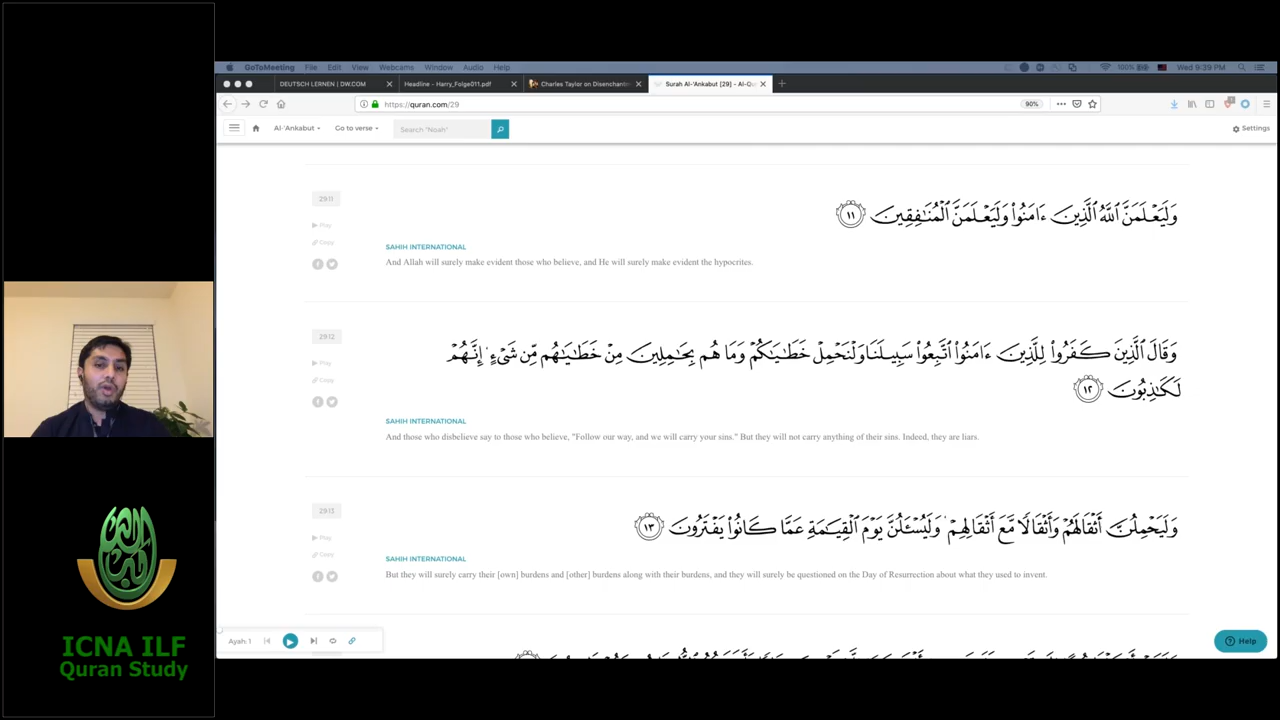 GoToMeeting File Edit View Webcams Window Audio Help 100% Wed 9:39 PM
DEUTSCH LERNEN | DW.COM Headline - Harry_Folge011.pdf Charles Taylor on Disenchantm Surah Al-'Ankabut [29] - Al-Qu
https://quran.com/29 90%
Al-'Ankabut Go to verse Search "Noah" Settings
29:11
وَلَيَعْلَمَنَّ ٱللَّهُ ٱلَّذِينَ ءَامَنُوا۟ وَلَيَعْلَمَنَّ ٱلْمُنَـٰفِقِينَ ١١
Play
Copy
SAHIH INTERNATIONAL
And Allah will surely make evident those who believe, and He will surely make evident the hypocrites.
29:12
وَقَالَ ٱلَّذِينَ كَفَرُوا۟ لِلَّذِينَ ءَامَنُوا۟ ٱتَّبِعُوا۟ سَبِيلَنَا وَلْنَحْمِلْ خَطَـٰيَـٰكُمْ وَمَا هُم بِحَـٰمِلِينَ مِنْ خَطَـٰيَـٰهُم مِّن شَىْءٍ ۖ إِنَّهُمْ
لَكَـٰذِبُونَ ١٢
Play
Copy
SAHIH INTERNATIONAL
And those who disbelieve say to those who believe, "Follow our way, and we will carry your sins." But they will not carry anything of their sins. Indeed, they are liars.
29:13
وَلَيَحْمِلُنَّ أَثْقَالَهُمْ وَأَثْقَالًا مَّعَ أَثْقَالِهِمْ ۖ وَلَيُسْـَٔلُنَّ يَوْمَ ٱلْقِيَـٰمَةِ عَمَّا كَانُوا۟ يَفْتَرُونَ ١٣
Play
Copy
SAHIH INTERNATIONAL
But they will surely carry their [own] burdens and [other] burdens along with their burdens, and they will surely be questioned on the Day of Resurrection about what they used to invent.
Ayah: 1
Help
ICNA ILF
Quran Study